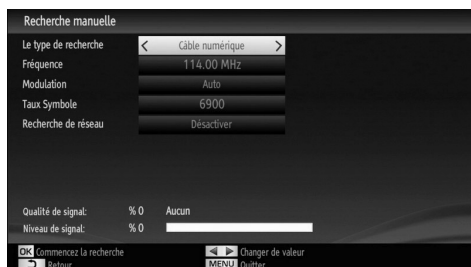 Recherche manuelle
Le type de recherche Câble numérique
Fréquence 114.00 MHz
Modulation Auto
Taux Symbole 6900
Recherche de réseau Désactiver
Qualité de signal: % 0 Aucun
Niveau de signal: % 0
OK Commencez la recherche Changer de valeur
Retour MENU Quitter